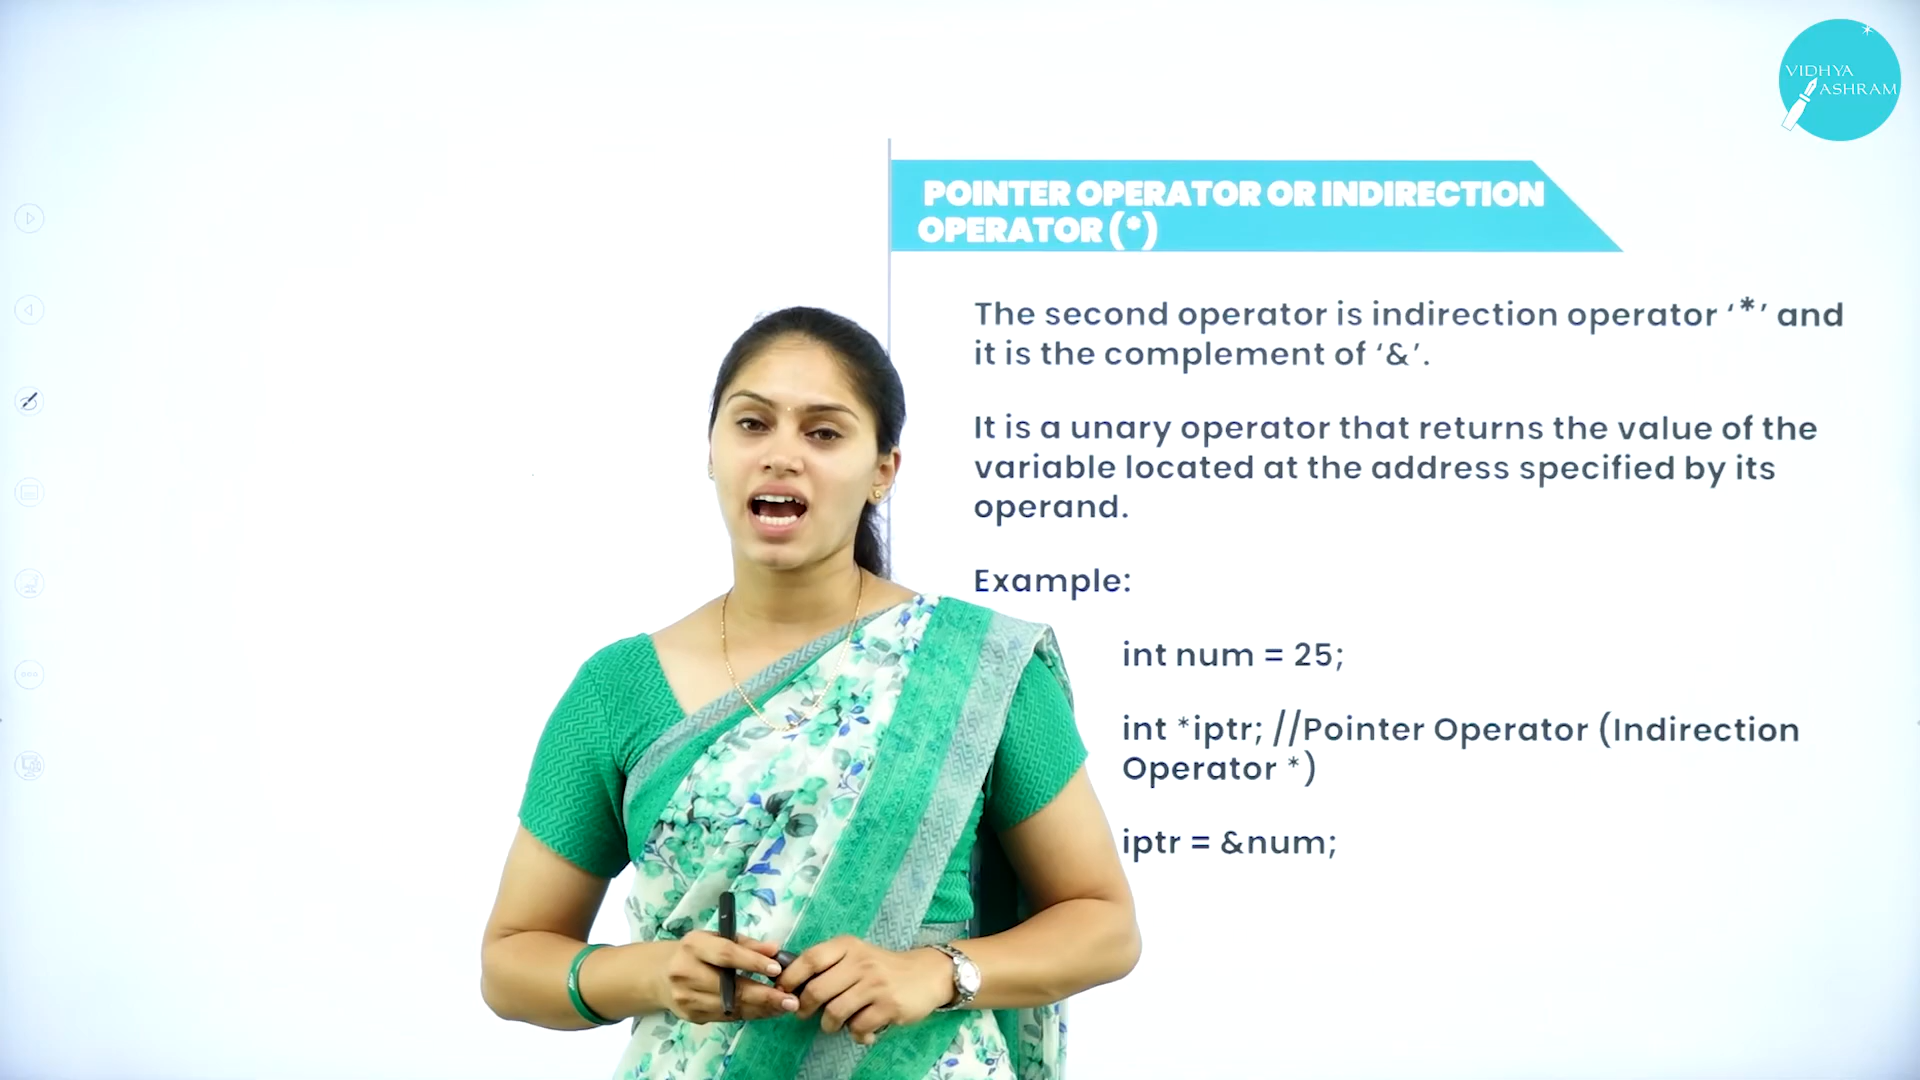 VIDHYA
ASHRAM
POINTER OPERATOR OR INDIRECTION
OPERATOR (*)
The second operator is indirection operator ‘*’ and
it is the complement of ‘&’.
It is a unary operator that returns the value of the
variable located at the address specified by its
operand.
Example:
int num = 25;
int *iptr; //Pointer Operator (Indirection
Operator *)
iptr = &num;